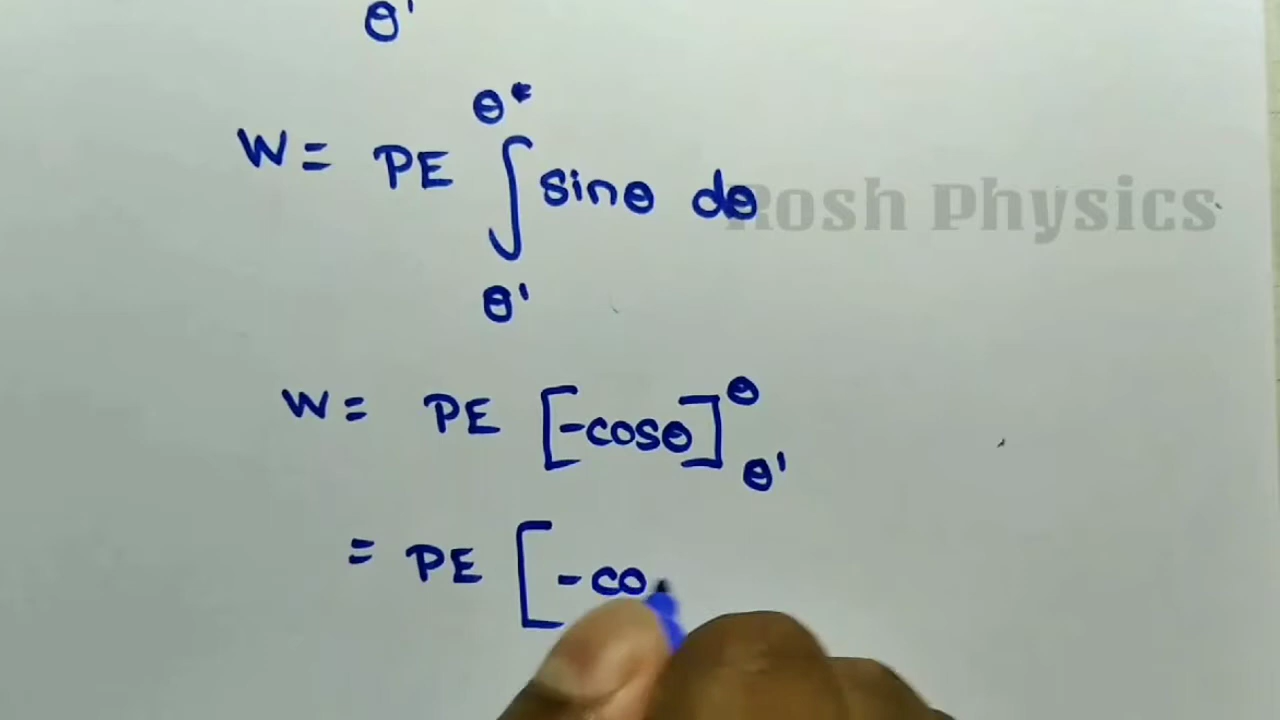 θ'
θ
W = PE ∫ sinθ dθ
θ'
Rosh Physics
W = PE [-cosθ]θ
θ'
= PE [-co